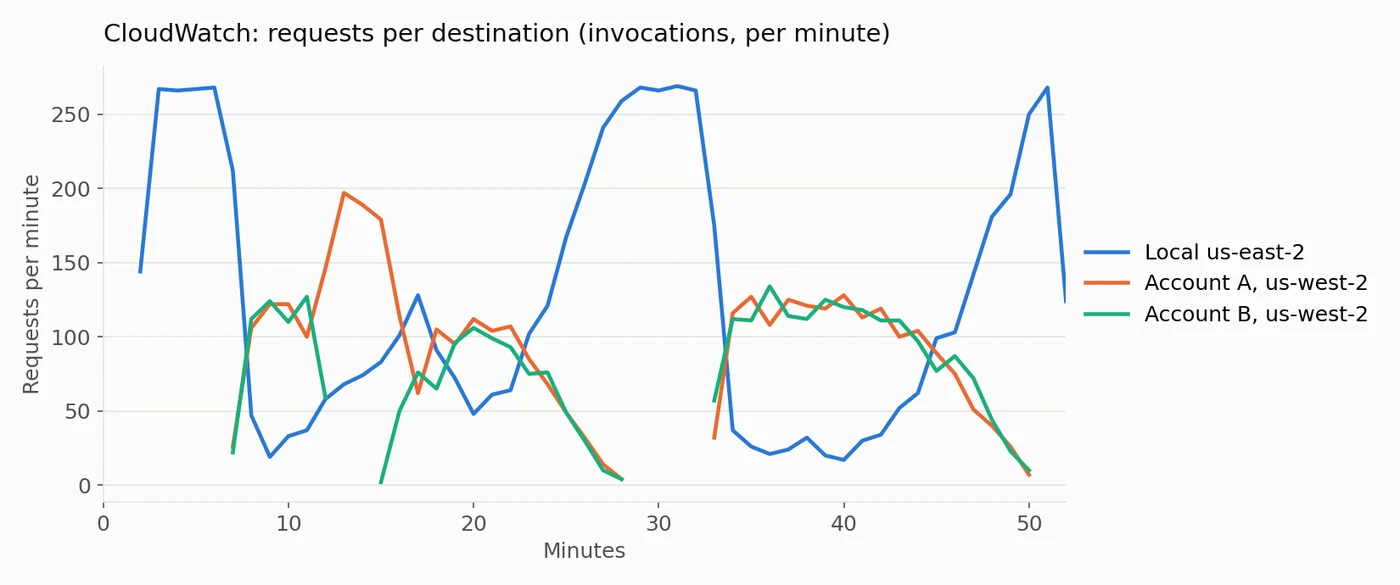 CloudWatch: requests per destination (invocations, per minute)
Requests per minute
250
200
150
100
50
0
0 10 20 30 40 50
Minutes
Local us-east-2
Account A, us-west-2
Account B, us-west-2